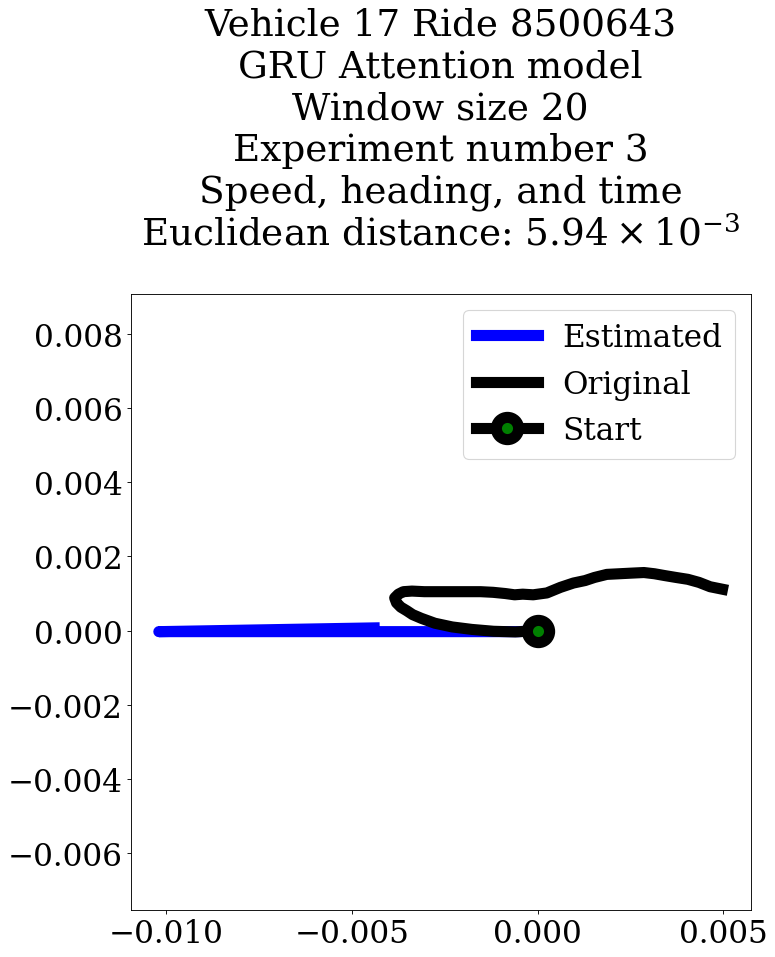 Vehicle 17 Ride 8500643
GRU Attention model
Window size 20
Experiment number 3
Speed, heading, and time
Euclidean distance: 5.94 × 10⁻³
Estimated
Original
Start
0.008
0.006
0.004
0.002
0.000
−0.002
−0.004
−0.006
−0.010 −0.005 0.000 0.005